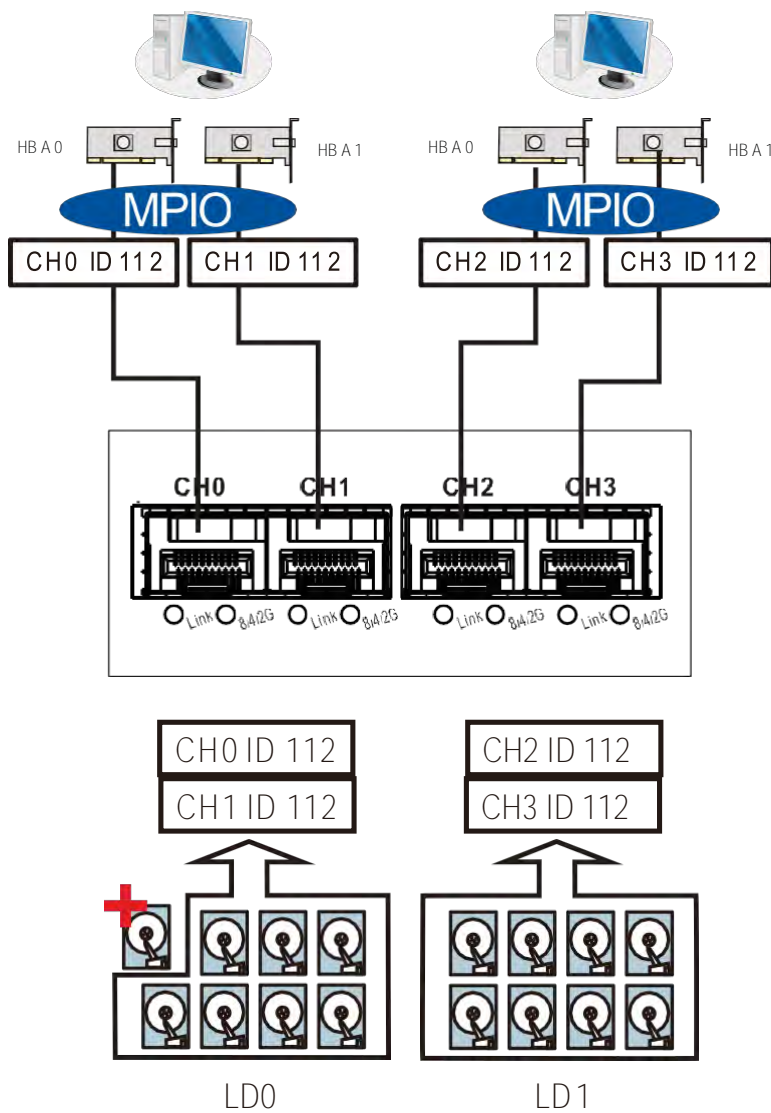 HBA0
HBA1
HBA0
HBA1
MPIO
MPIO
CH0 ID 112
CH1 ID 112
CH2 ID 112
CH3 ID 112
CH0
CH1
CH2
CH3
Link 8/4/2G
Link 8/4/2G
Link 8/4/2G
Link 8/4/2G
CH0 ID 112
CH2 ID 112
CH1 ID 112
CH3 ID 112
LD0
LD1